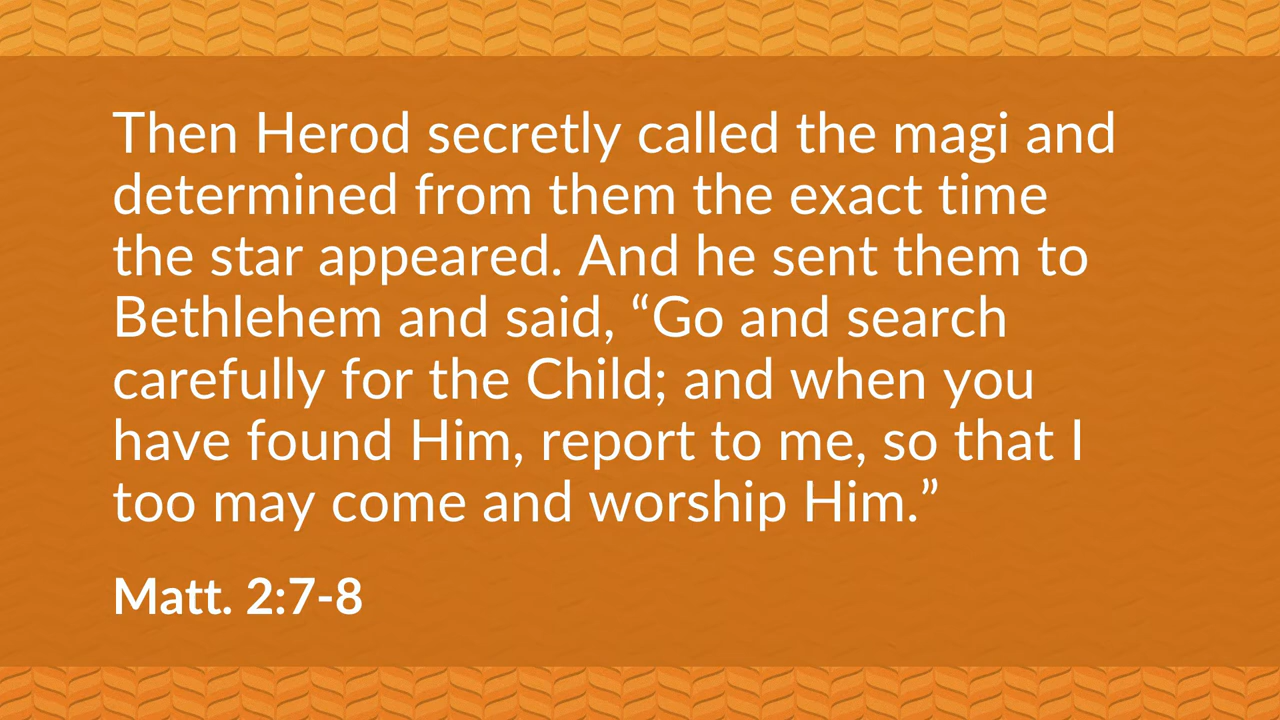 Then Herod secretly called the magi and
determined from them the exact time
the star appeared. And he sent them to
Bethlehem and said, “Go and search
carefully for the Child; and when you
have found Him, report to me, so that I
too may come and worship Him.”
Matt. 2:7-8